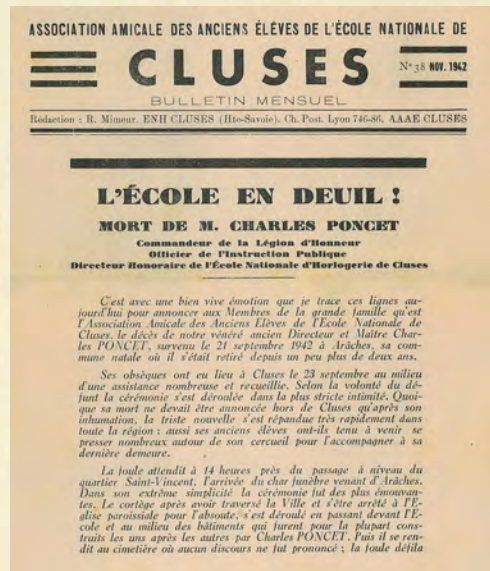 ASSOCIATION AMICALE DES ANCIENS ÉLÈVES DE L'ÉCOLE NATIONALE DE
CLUSES
N° 38 NOV. 1942
BULLETIN MENSUEL
Rédaction : R. Mimeur. ENH CLUSES (Hte-Savoie). Ch. Post. Lyon 746-86, AAAE CLUSES
L'ÉCOLE EN DEUIL !
MORT DE M. CHARLES PONCET
Commandeur de la Légion d'Honneur
Officier de l'Instruction Publique
Directeur Honoraire de l'École Nationale d'Horlogerie de Cluses
C'est avec une bien vive émotion que je trace ces lignes au-
jourd'hui pour annoncer aux Membres de la grande famille qu'est
l'Association Amicale des Anciens Elèves de l'Ecole Nationale de
Cluses, le décès de notre vénéré ancien Directeur et Maître Char-
les PONCET, survenu le 21 septembre 1942 à Arâches, sa com-
mune natale où il s'était retiré depuis un peu plus de deux ans.
Ses obsèques ont eu lieu à Cluses le 23 septembre au milieu
d'une assistance nombreuse et recueillie. Selon la volonté du dé-
funt la cérémonie s'est déroulée dans la plus stricte intimité. Quoi-
que sa mort ne devait être annoncée hors de Cluses qu'après son
inhumation, la triste nouvelle s'est répandue très rapidement dans
toute la région ; aussi ses anciens élèves ont-ils tenu à venir se
presser nombreux autour de son cercueil pour l'accompagner à sa
dernière demeure.
La foule attendit à 14 heures près du passage à niveau du
quartier Saint-Vincent, l'arrivée du char funèbre venant d'Arâches.
Dans son extrême simplicité la cérémonie fut des plus émouvan-
tes. Le cortège après avoir traversé la Ville et s'être arrêté à l'E-
glise paroissiale pour l'absoute, s'est déroulé en passant devant l'E-
cole et au milieu des bâtiments qui furent pour la plupart cons-
truits les uns après les autres par Charles PONCET. Puis il se ren-
dit au cimetière où aucun discours ne fut prononcé ; la foule défila